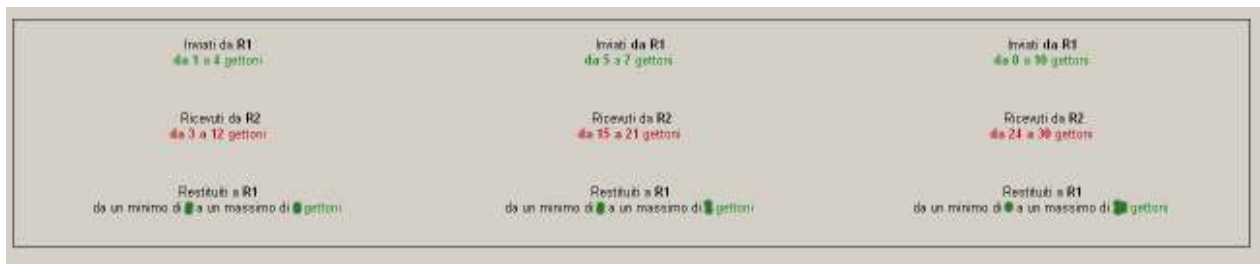 Inviati da R1
da 1 a 4 gettoni
Ricevuti da R2
da 3 a 12 gettoni
Restituiti a R1
da un minimo di a un massimo di gettoni
Inviati da R1
da 5 a 7 gettoni
Ricevuti da R2
da 15 a 21 gettoni
Restituiti a R1
da un minimo di a un massimo di gettoni
Inviati da R1
da 8 a 10 gettoni
Ricevuti da R2
da 24 a 30 gettoni
Restituiti a R1
da un minimo di a un massimo di gettoni